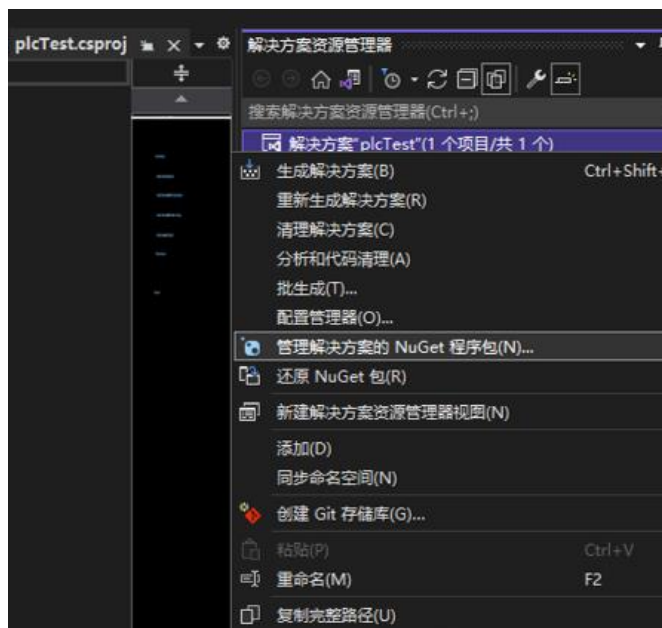 plcTest.csproj
解决方案资源管理器
搜索解决方案资源管理器(Ctrl+;)
解决方案"plcTest"(1 个项目/共 1 个)
生成解决方案(B) Ctrl+Shift+
重新生成解决方案(R)
清理解决方案(C)
分析和代码清理(A)
批生成(T)...
配置管理器(O)...
管理解决方案的 NuGet 程序包(N)...
还原 NuGet 包(R)
新建解决方案资源管理器视图(N)
添加(D)
同步命名空间(N)
创建 Git 存储库(G)...
粘贴(P) Ctrl+V
重命名(M) F2
复制完整路径(U)